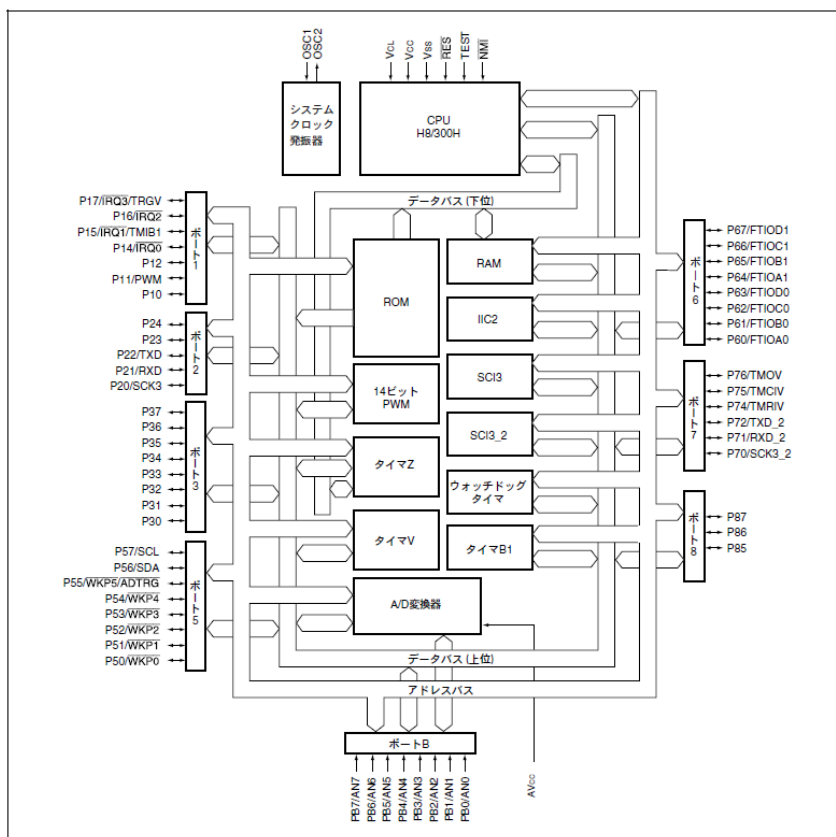 OSC1
OSC2
VCL
VCC
VSS
RES
TEST
NMI
システム
クロック
発振器
CPU
H8/300H
データバス (下位)
P17/IRQ3/TRGV
P16/IRQ2
P15/IRQ1/TMIB1
P14/IRQ0
P12
P11/PWM
P10
ポート1
P24
P23
P22/TXD
P21/RXD
P20/SCK3
ポート2
P37
P36
P35
P34
P33
P32
P31
P30
ポート3
P57/SCL
P56/SDA
P55/WKP5/ADTRG
P54/WKP4
P53/WKP3
P52/WKP2
P51/WKP1
P50/WKP0
ポート5
ROM
RAM
IIC2
14ビット
PWM
SCI3
SCI3_2
タイマZ
ウォッチドッグ
タイマ
タイマV
タイマB1
A/D変換器
P67/FTIOD1
P66/FTIOC1
P65/FTIOB1
P64/FTIOA1
P63/FTIOD0
P62/FTIOC0
P61/FTIOB0
P60/FTIOA0
ポート6
P76/TMOV
P75/TMCIV
P74/TMRIV
P72/TXD_2
P71/RXD_2
P70/SCK3_2
ポート7
P87
P86
P85
ポート8
データバス (上位)
アドレスバス
ポートB
PB7/AN7
PB6/AN6
PB5/AN5
PB4/AN4
PB3/AN3
PB2/AN2
PB1/AN1
PB0/AN0
AVCC